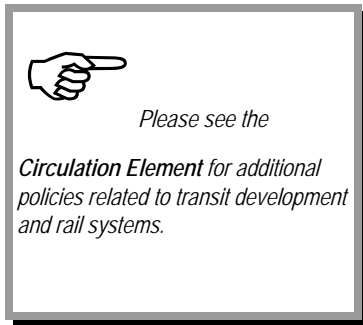 Please see the
Circulation Element for additional
policies related to transit development
and rail systems.